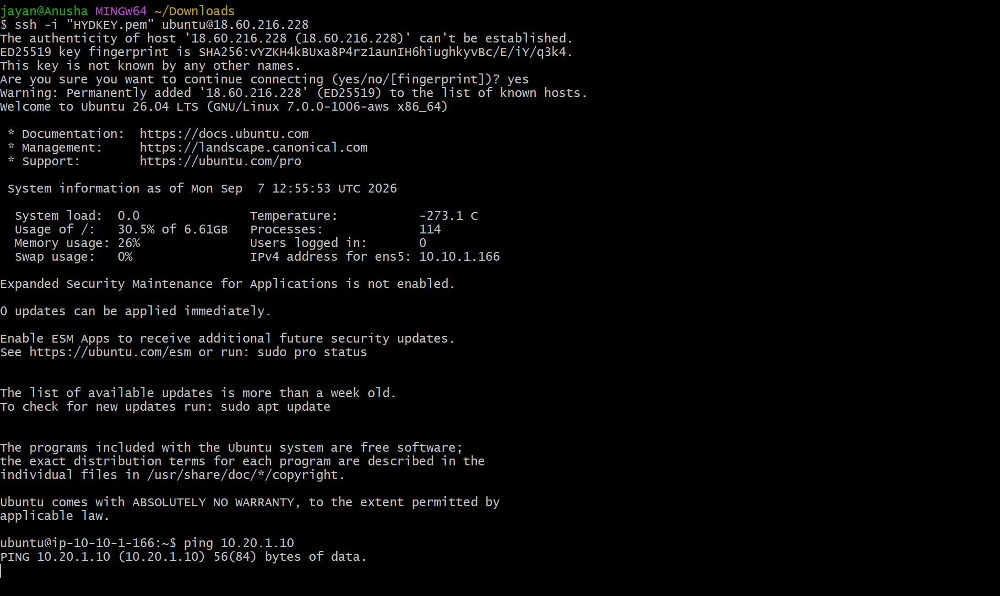 jayan@Anusha MINGW64 ~/Downloads
$ ssh -i "HYDKEY.pem" ubuntu@18.60.216.228
The authenticity of host '18.60.216.228 (18.60.216.228)' can't be established.
ED25519 key fingerprint is SHA256:vYZKH4kBUxa8P4rz1aunIH6hiughkyvBc/E/iY/q3k4.
This key is not known by any other names.
Are you sure you want to continue connecting (yes/no/[fingerprint])? yes
Warning: Permanently added '18.60.216.228' (ED25519) to the list of known hosts.
Welcome to Ubuntu 26.04 LTS (GNU/Linux 7.0.0-1006-aws x86_64)

 * Documentation:  https://docs.ubuntu.com
 * Management:     https://landscape.canonical.com
 * Support:        https://ubuntu.com/pro

 System information as of Mon Sep  7 12:55:53 UTC 2026

  System load:  0.0               Temperature:           -273.1 C
  Usage of /:   30.5% of 6.61GB   Processes:             114
  Memory usage: 26%               Users logged in:       0
  Swap usage:   0%                IPv4 address for ens5: 10.10.1.166

Expanded Security Maintenance for Applications is not enabled.

0 updates can be applied immediately.

Enable ESM Apps to receive additional future security updates.
See https://ubuntu.com/esm or run: sudo pro status


The list of available updates is more than a week old.
To check for new updates run: sudo apt update


The programs included with the Ubuntu system are free software;
the exact distribution terms for each program are described in the
individual files in /usr/share/doc/*/copyright.

Ubuntu comes with ABSOLUTELY NO WARRANTY, to the extent permitted by
applicable law.

ubuntu@ip-10-10-1-166:~$ ping 10.20.1.10
PING 10.20.1.10 (10.20.1.10) 56(84) bytes of data.